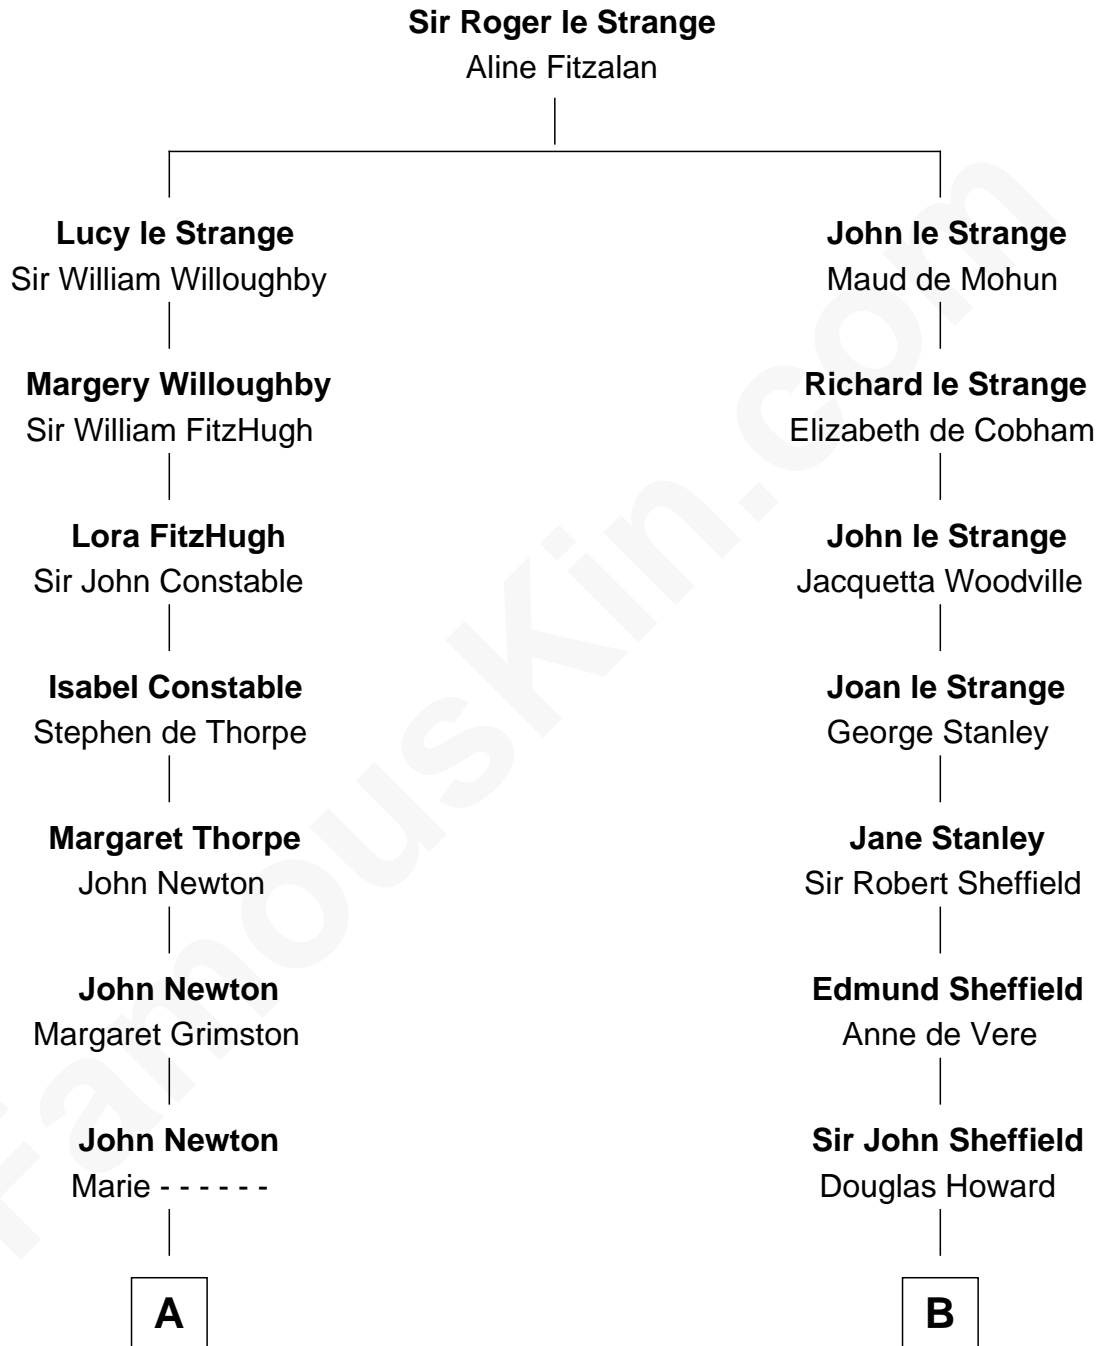 Sir Roger le Strange
Aline Fitzalan
Lucy le Strange
Sir William Willoughby
John le Strange
Maud de Mohun
Margery Willoughby
Sir William FitzHugh
Richard le Strange
Elizabeth de Cobham
Lora FitzHugh
Sir John Constable
John le Strange
Jacquetta Woodville
Isabel Constable
Stephen de Thorpe
Joan le Strange
George Stanley
Margaret Thorpe
John Newton
Jane Stanley
Sir Robert Sheffield
John Newton
Margaret Grimston
Edmund Sheffield
Anne de Vere
John Newton
Marie - - - - - -
Sir John Sheffield
Douglas Howard
A
B
FamousKin.com